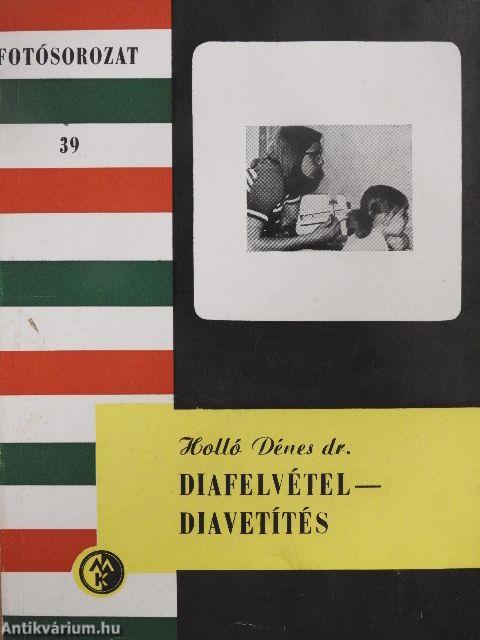 FOTÓSOROZAT
39
Holló Dénes dr.
DIAFELVÉTEL—
DIAVETÍTÉS
MK
Antikvárium.hu